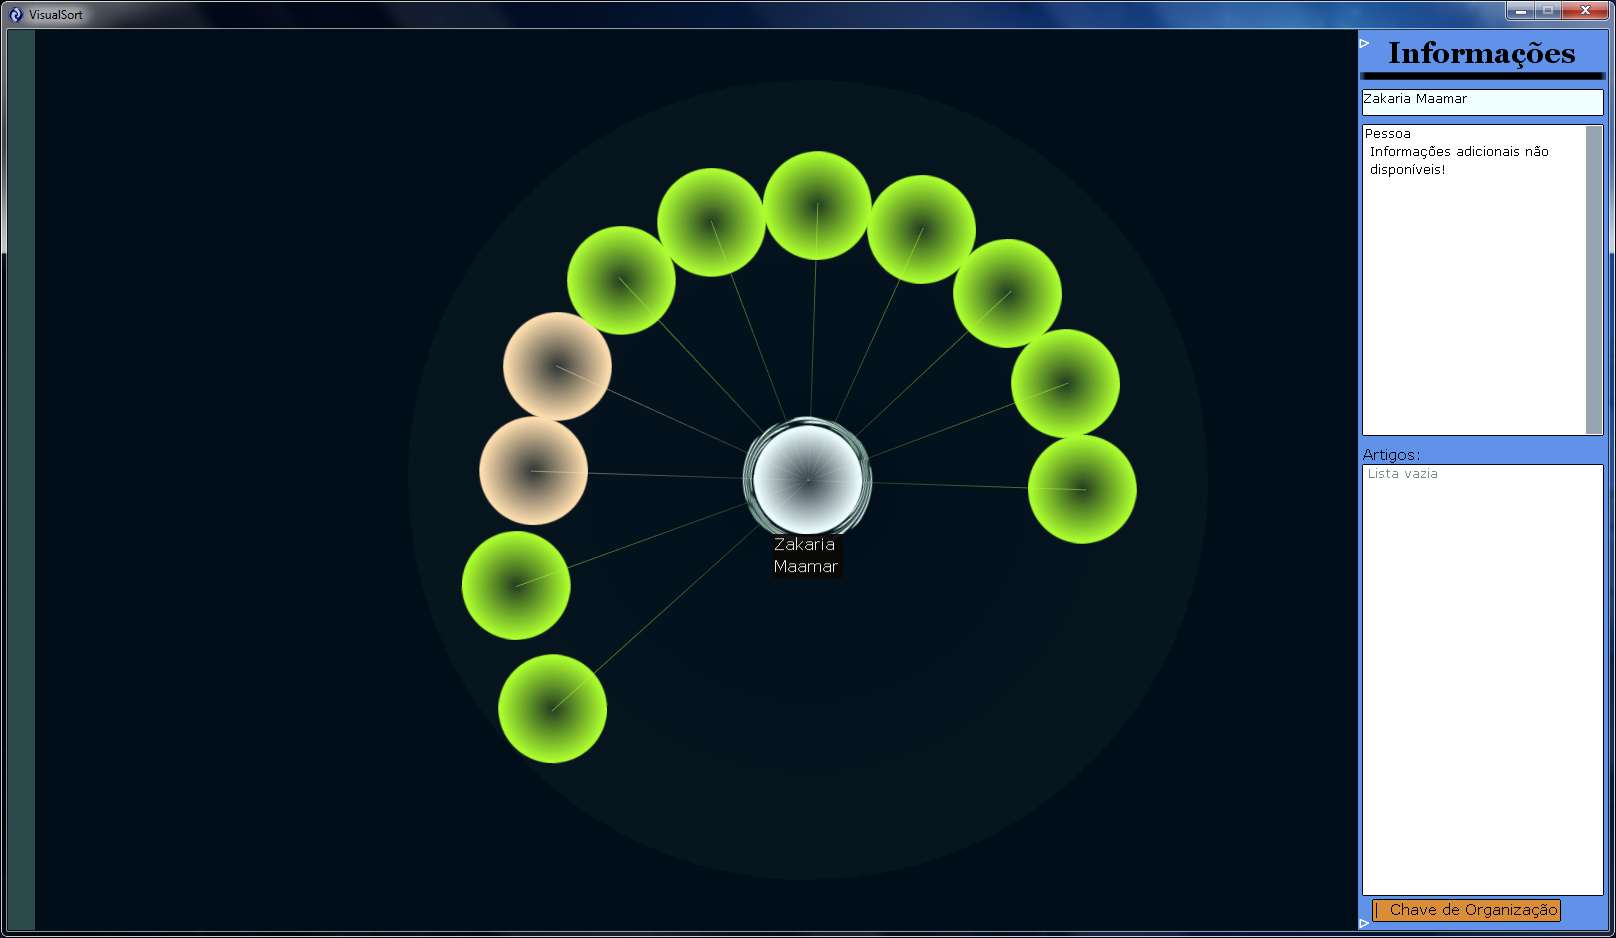 VisualSort
Informações
Zakaria Maamar
Pessoa
Informações adicionais não
disponíveis!
Artigos:
Lista vazia
Chave de Organização
Zakaria
Maamar